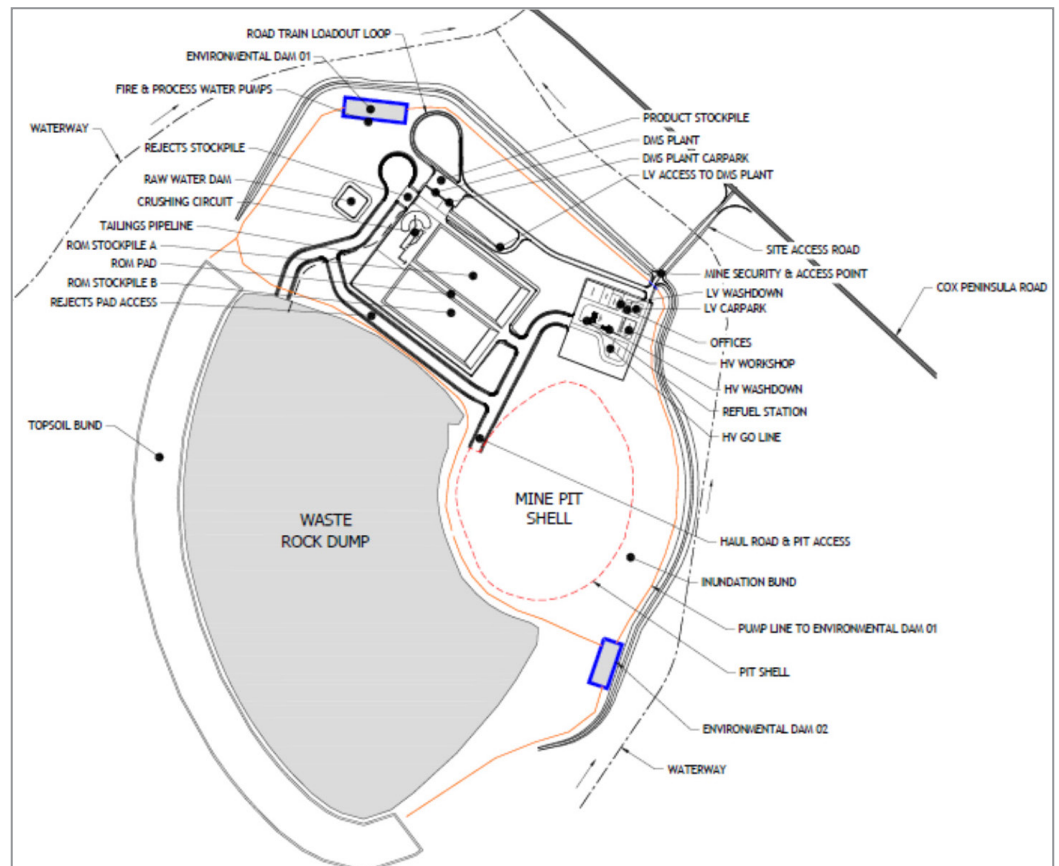 ROAD TRAIN LOADOUT LOOP
ENVIRONMENTAL DAM 01
FIRE & PROCESS WATER PUMPS
WATERWAY
REJECTS STOCKPILE
RAW WATER DAM
CRUSHING CIRCUIT
TAILINGS PIPELINE
ROM STOCKPILE A
ROM PAD
ROM STOCKPILE B
REJECTS PAD ACCESS
TOPSOIL BUND
PRODUCT STOCKPILE
DMS PLANT
DMS PLANT CARPARK
LV ACCESS TO DMS PLANT
SITE ACCESS ROAD
MINE SECURITY & ACCESS POINT
LV WASHDOWN
LV CARPARK
COX PENINSULA ROAD
OFFICES
HV WORKSHOP
HV WASHDOWN
REFUEL STATION
HV GO LINE
WASTE
ROCK DUMP
MINE PIT
SHELL
HAUL ROAD & PIT ACCESS
INUNDATION BUND
PUMP LINE TO ENVIRONMENTAL DAM 01
PIT SHELL
ENVIRONMENTAL DAM 02
WATERWAY